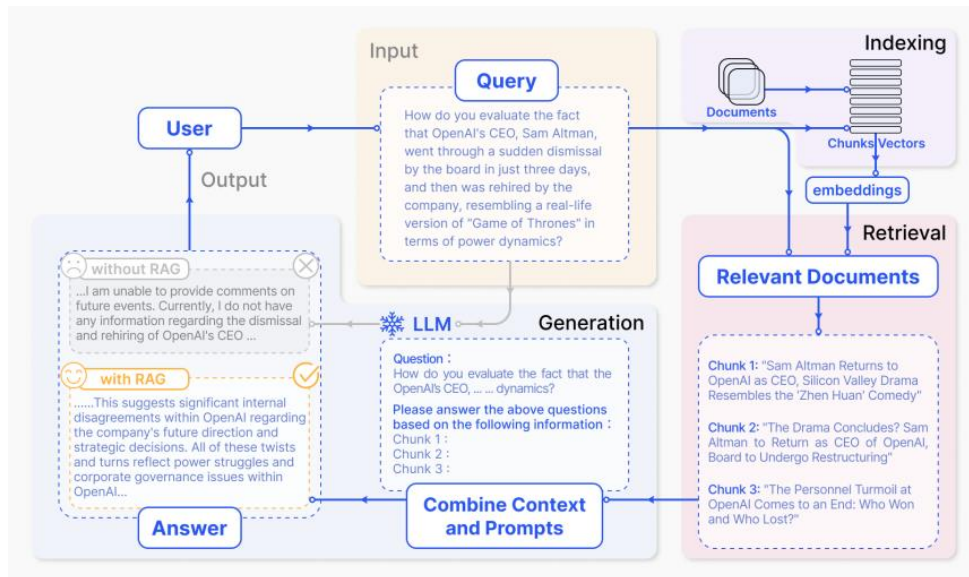 Input
Query
How do you evaluate the fact
that OpenAI's CEO, Sam Altman,
went through a sudden dismissal
by the board in just three days,
and then was rehired by the
company, resembling a real-life
version of "Game of Thrones" in
terms of power dynamics?
Indexing
Documents
Chunks Vectors
embeddings
User
Output
Retrieval
Relevant Documents
Chunk 1: "Sam Altman Returns to
OpenAI as CEO, Silicon Valley Drama
Resembles the 'Zhen Huan' Comedy"
Chunk 2: "The Drama Concludes? Sam
Altman to Return as CEO of OpenAI,
Board to Undergo Restructuring"
Chunk 3: "The Personnel Turmoil at
OpenAI Comes to an End: Who Won
and Who Lost?"
without RAG
...I am unable to provide comments on
future events. Currently, I do not have
any information regarding the dismissal
and rehiring of OpenAI's CEO ...
with RAG
......This suggests significant internal
disagreements within OpenAI regarding
the company's future direction and
strategic decisions. All of these twists
and turns reflect power struggles and
corporate governance issues within
OpenAI...
Answer
LLM
Generation
Question :
How do you evaluate the fact that the
OpenAI's CEO, ... ... dynamics?
Please answer the above questions
based on the following information :
Chunk 1 :
Chunk 2 :
Chunk 3 :
Combine Context
and Prompts